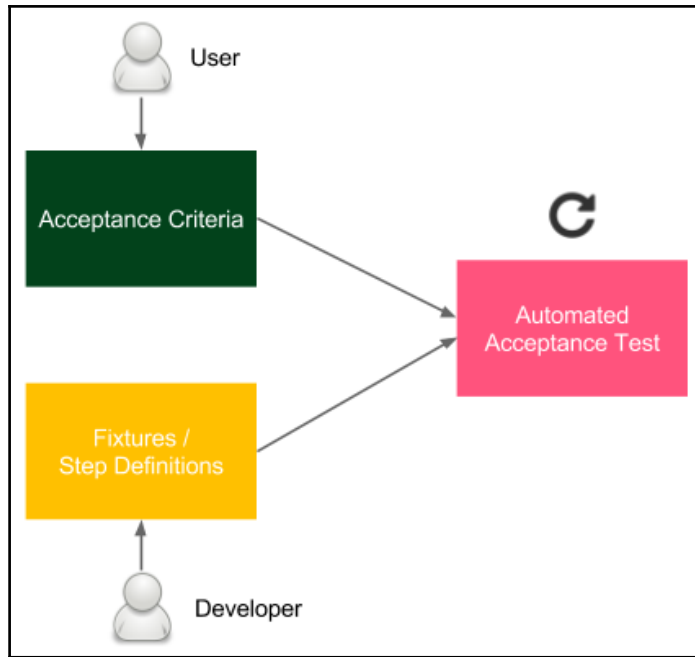 User
Acceptance Criteria
Automated
Acceptance Test
Fixtures /
Step Definitions
Developer